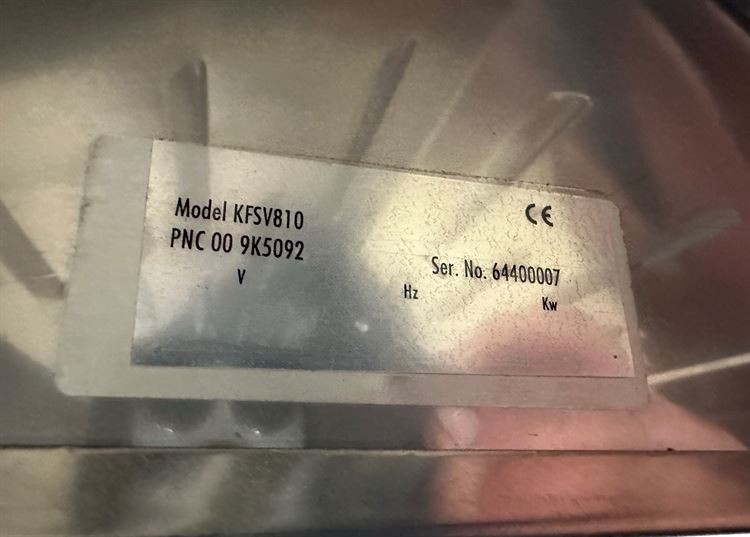 Model KFSV810
CE
PNC 00 9K5092
Ser. No. 64400007
V
Hz
Kw